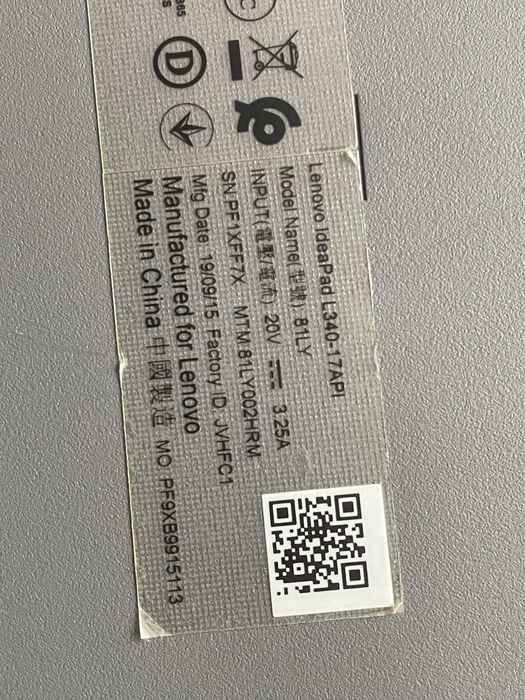 965
C
D
Lenovo IdeaPad L340-17API
Model Name(型號) 81LY
INPUT(電壓/電流) 20V ⎓ 3.25A
SN:PF1XFF7X MTM:81LY002HRM
Mfg Date: 19/09/15 Factory ID: JVHFC1
Manufactured for Lenovo
Made in China 中國製造 MO: PF9XB9915113